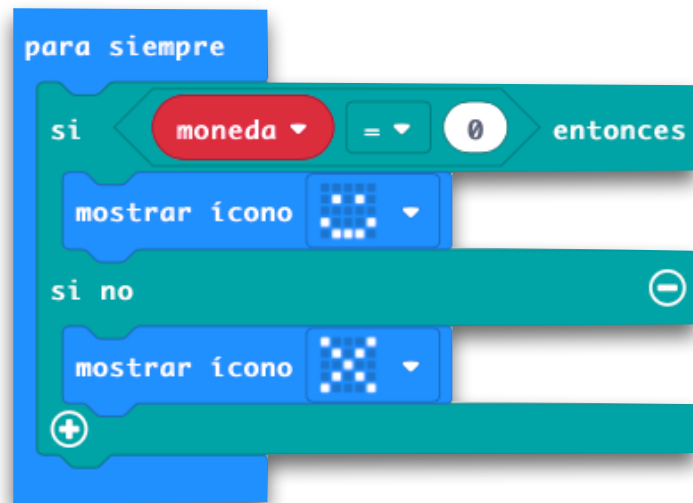 para siempre
si moneda = 0 entonces
mostrar ícono
si no
mostrar ícono